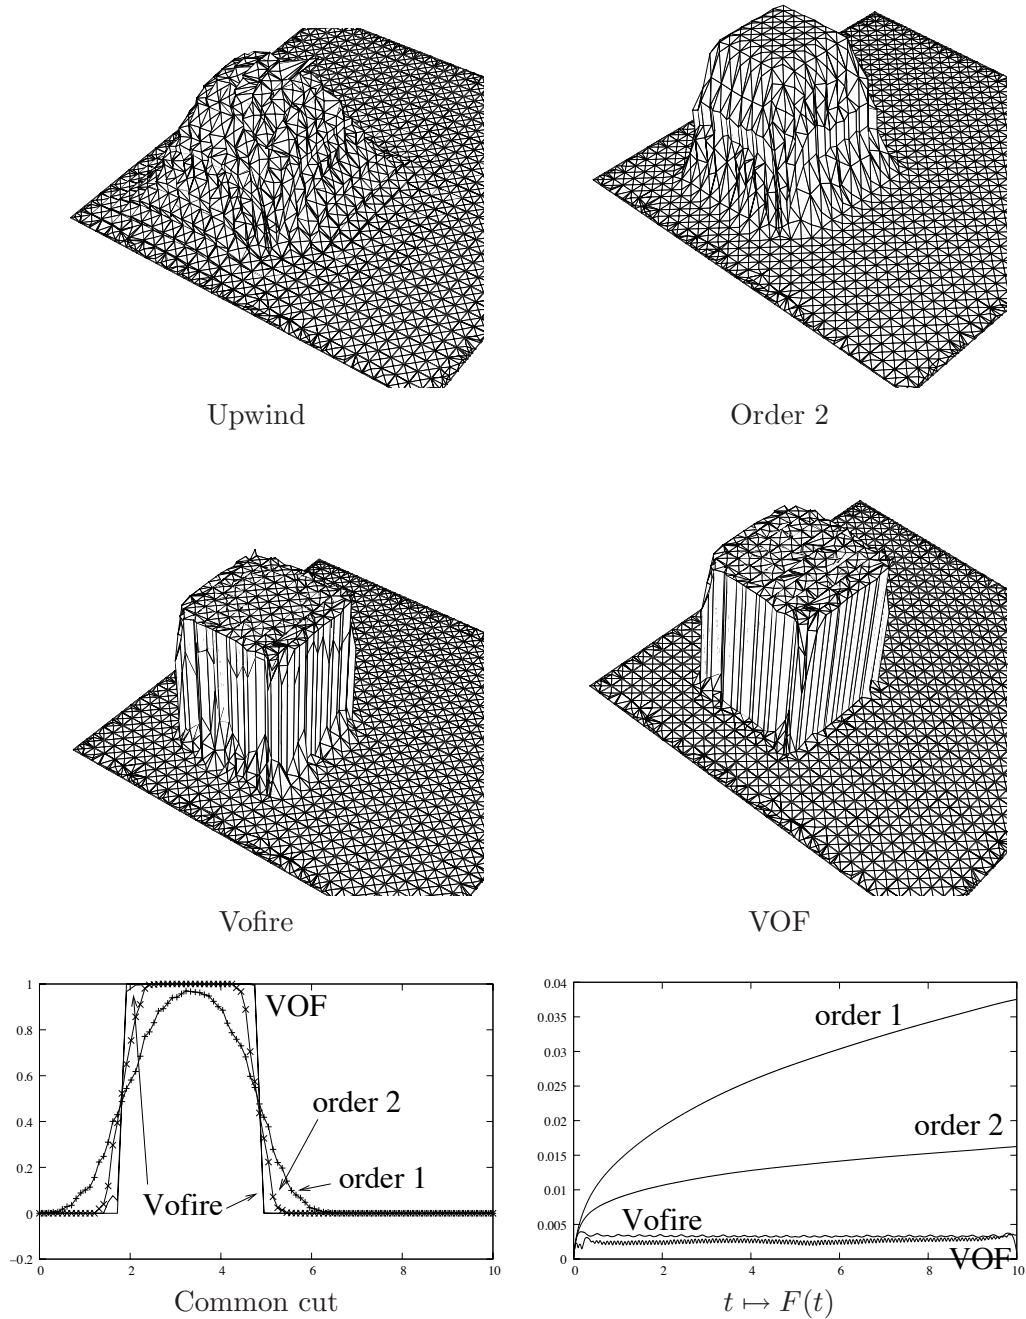 Upwind
Order 2
Vofire
VOF
1
0.8
0.6
0.4
0.2
0
−0.2
0
2
4
6
8
10
VOF
order 2
order 1
Vofire
Common cut
0.04
0.035
0.03
0.025
0.02
0.015
0.01
0.005
0
0
2
4
6
8
10
order 1
order 2
Vofire
VOF
t ↦ F(t)